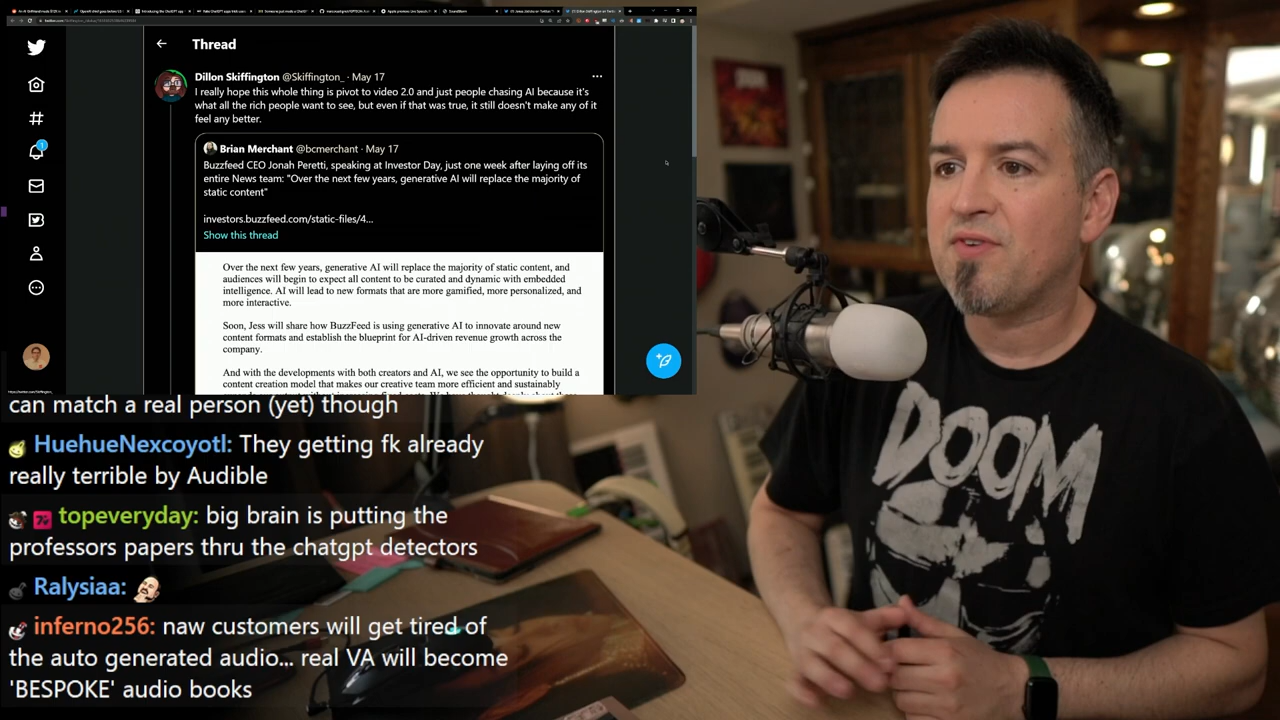 Thread
Dillon Skiffington @Skiffington_ · May 17
I really hope this whole thing is pivot to video 2.0 and just people chasing AI because it's
what all the rich people want to see, but even if that was true, it still doesn't make any of it
feel any better.
Brian Merchant @bcmerchant · May 17
Buzzfeed CEO Jonah Peretti, speaking at Investor Day, just one week after laying off its
entire News team: "Over the next few years, generative AI will replace the majority of
static content"
investors.buzzfeed.com/static-files/4...
Show this thread
Over the next few years, generative AI will replace the majority of static content, and
audiences will begin to expect all content to be curated and dynamic with embedded
intelligence. AI will lead to new formats that are more gamified, more personalized, and
more interactive.
Soon, Jess will share how BuzzFeed is using generative AI to innovate around new
content formats and establish the blueprint for AI-driven revenue growth across the
company.
And with the developments with both creators and AI, we see the opportunity to build a
content creation model that makes our creative team more efficient and sustainably
can match a real person (yet) though
HuehueNexcoyotl: They getting fk already
really terrible by Audible
topeveryday: big brain is putting the
professors papers thru the chatgpt detectors
Ralysiaa:
inferno256: naw customers will get tired of
the auto generated audio... real VA will become
'BESPOKE' audio books
DOOM